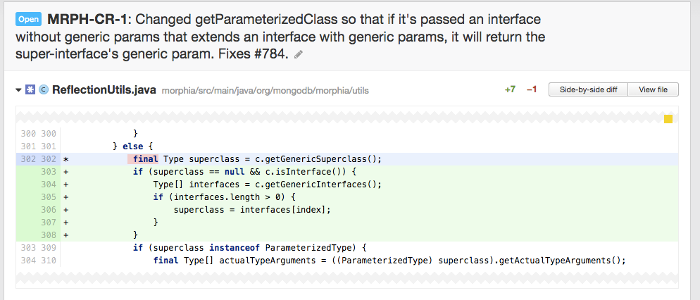 Open MRPH-CR-1: Changed getParameterizedClass so that if it's passed an interface
without generic params that extends an interface with generic params, it will return the
super-interface's generic param. Fixes #784.
C ReflectionUtils.java morphia/src/main/java/org/mongodb/morphia/utils +7 −1 Side-by-side diff View file
300 300 }
301 301 } else {
302 302 * final Type superclass = c.getGenericSuperclass();
303 + if (superclass == null && c.isInterface()) {
304 + Type[] interfaces = c.getGenericInterfaces();
305 + if (interfaces.length > 0) {
306 + superclass = interfaces[index];
307 + }
308 + }
303 309 if (superclass instanceof ParameterizedType) {
304 310 final Type[] actualTypeArguments = ((ParameterizedType) superclass).getActualTypeArguments();